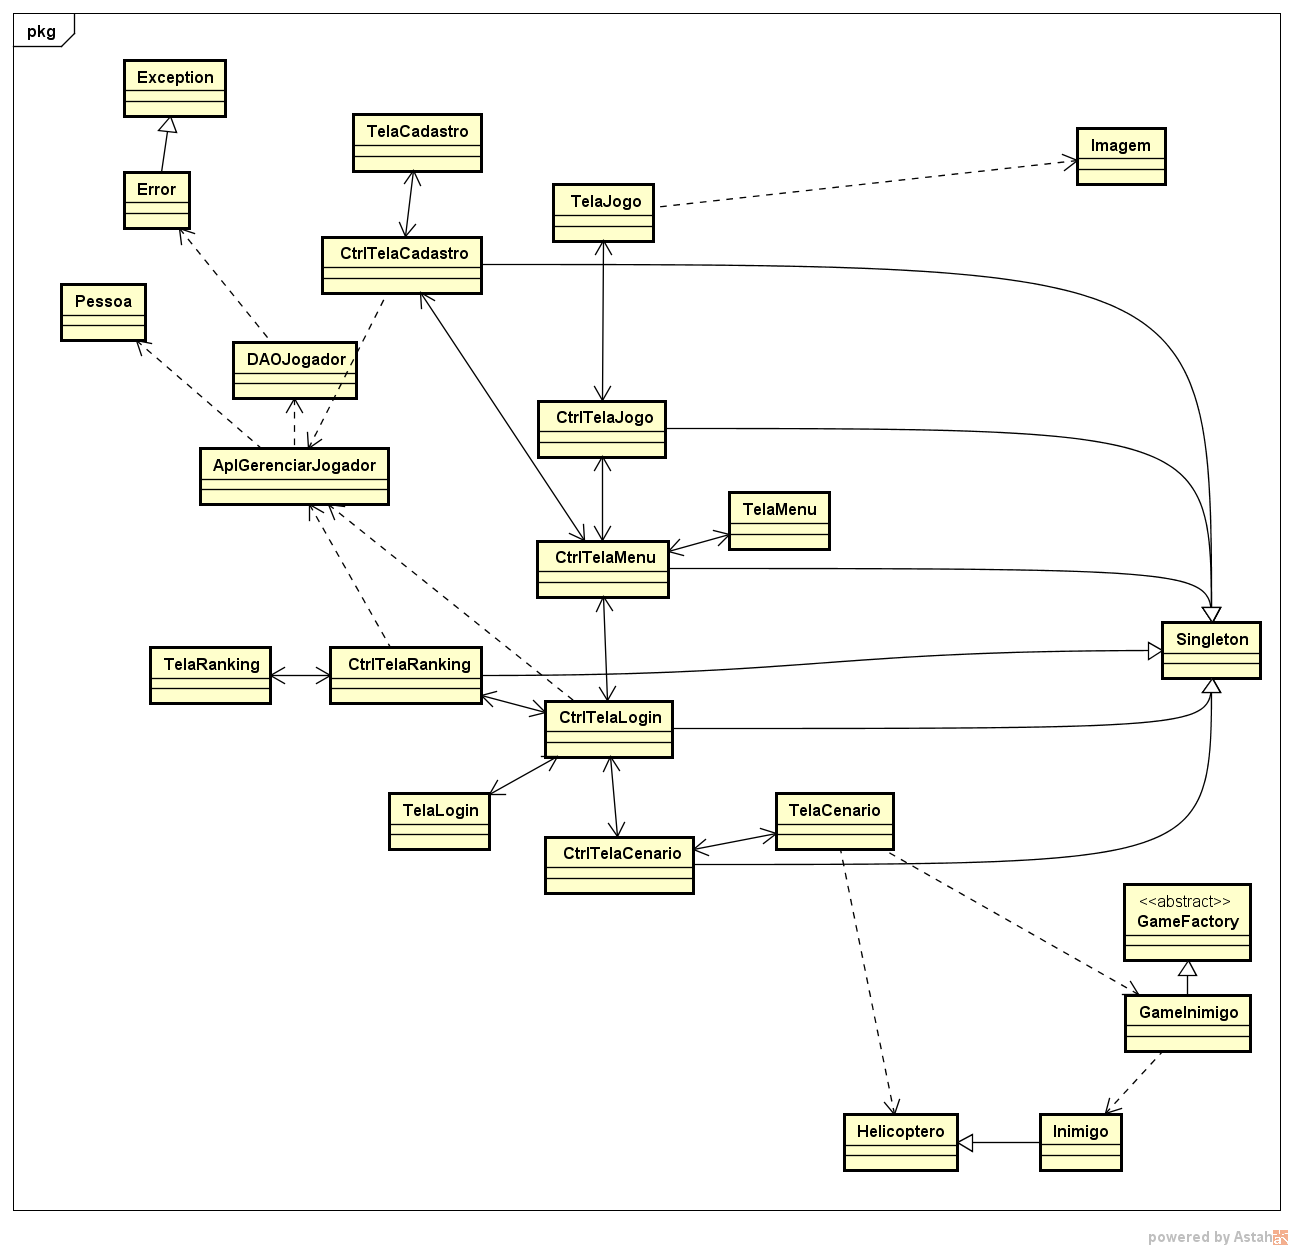 pkg
Exception
TelaCadastro
Imagem
Error
TelaJogo
CtrlTelaCadastro
Pessoa
DAOJogador
CtrlTelaJogo
AplGerenciarJogador
TelaMenu
CtrlTelaMenu
Singleton
TelaRanking
CtrlTelaRanking
CtrlTelaLogin
TelaLogin
TelaCenario
CtrlTelaCenario
<<abstract>>
GameFactory
GameInimigo
Helicoptero
Inimigo
powered by Astah